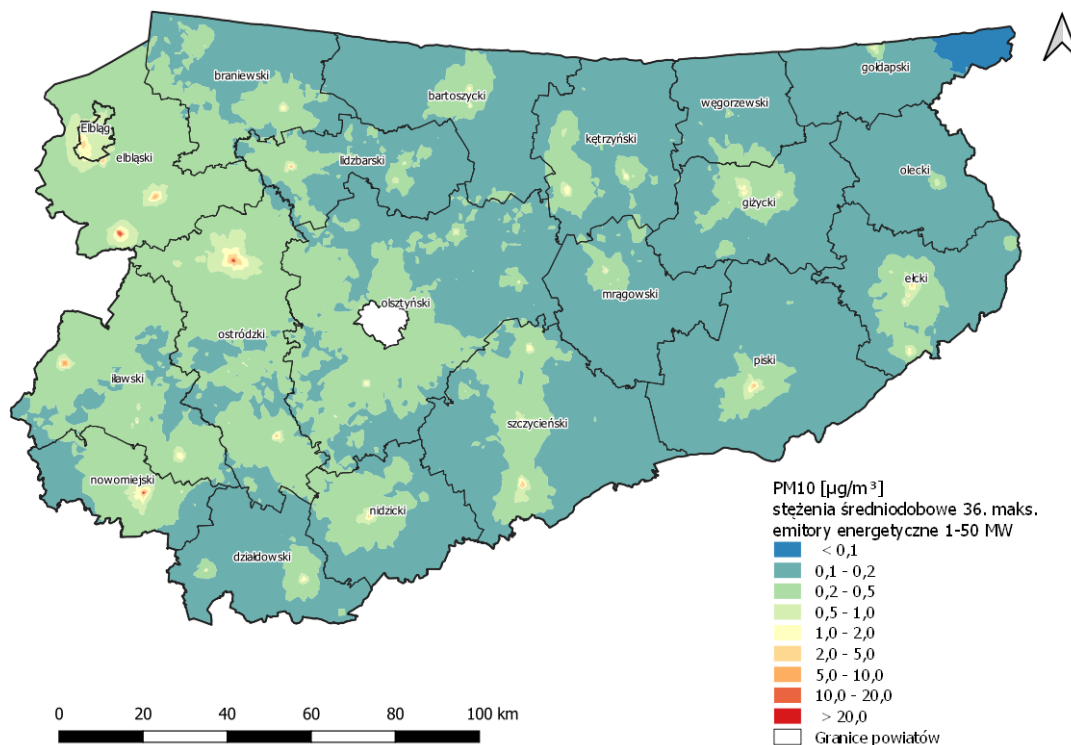 braniewski
bartoszycki
gołdapski
węgorzewski
Elbląg
elbląski
kętrzyński
lidzbarski
olecki
giżycki
ełcki
mrągowski
olsztyński
ostródzki
piski
iławski
szczycieński
nowomiejski
nidzicki
działdowski
PM10 [µg/m³]
stężenia średniodobowe 36. maks.
emitory energetyczne 1-50 MW
< 0,1
0,1 - 0,2
0,2 - 0,5
0,5 - 1,0
1,0 - 2,0
2,0 - 5,0
5,0 - 10,0
10,0 - 20,0
> 20,0
Granice powiatów
0 20 40 60 80 100 km